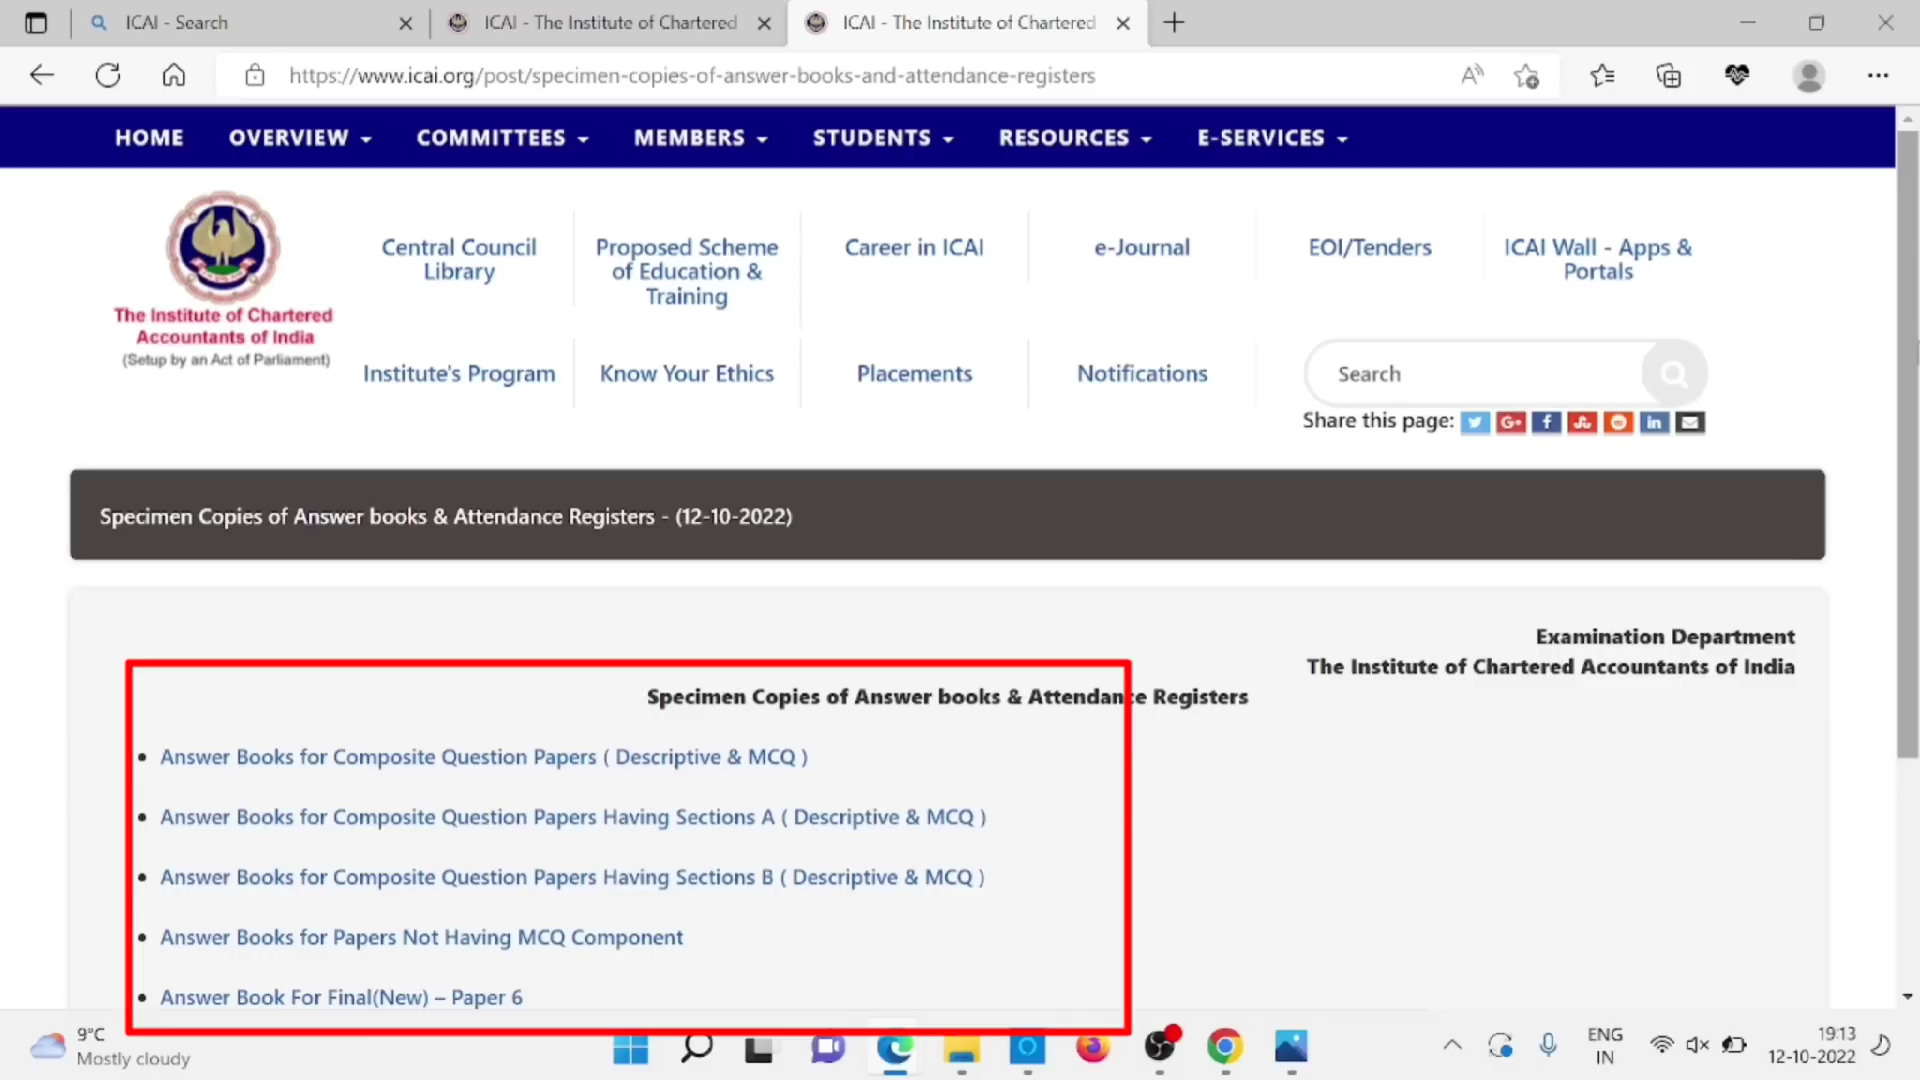 ICAI - Search
ICAI - The Institute of Chartered
ICAI - The Institute of Chartered
https://www.icai.org/post/specimen-copies-of-answer-books-and-attendance-registers
HOME
OVERVIEW
COMMITTEES
MEMBERS
STUDENTS
RESOURCES
E-SERVICES
The Institute of Chartered
Accountants of India
(Setup by an Act of Parliament)
Central Council
Library
Proposed Scheme
of Education &
Training
Career in ICAI
e-Journal
EOI/Tenders
ICAI Wall - Apps &
Portals
Institute's Program
Know Your Ethics
Placements
Notifications
Search
Share this page:
Specimen Copies of Answer books & Attendance Registers - (12-10-2022)
Examination Department
The Institute of Chartered Accountants of India
Specimen Copies of Answer books & Attendance Registers
Answer Books for Composite Question Papers ( Descriptive & MCQ )
Answer Books for Composite Question Papers Having Sections A ( Descriptive & MCQ )
Answer Books for Composite Question Papers Having Sections B ( Descriptive & MCQ )
Answer Books for Papers Not Having MCQ Component
Answer Book For Final(New) – Paper 6
9°C
Mostly cloudy
ENG
IN
19:13
12-10-2022